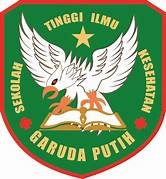 SEKOLAH TINGGI ILMU KESEHATAN
GARUDA PUTIH